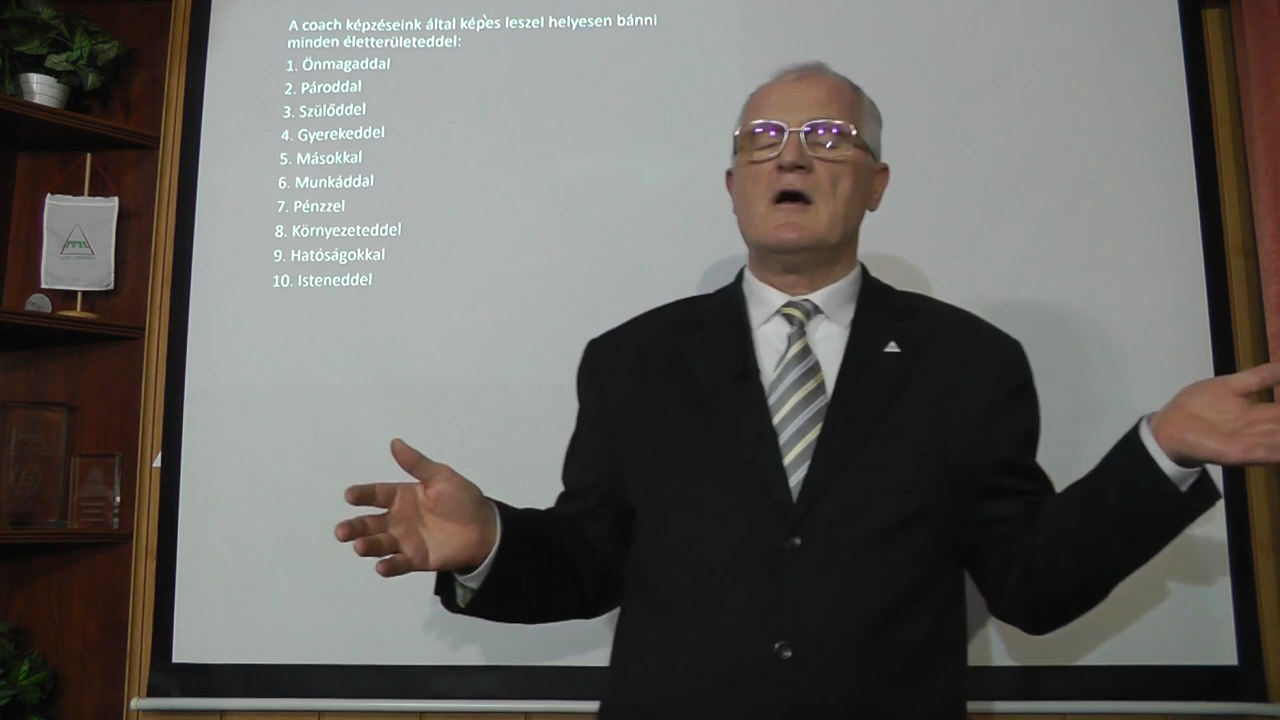 A coach képzéseink által képes leszel helyesen bánni
minden életterületeddel:
1. Önmagaddal
2. Pároddal
3. Szülőddel
4. Gyerekeddel
5. Másokkal
6. Munkáddal
7. Pénzzel
8. Környezeteddel
9. Hatóságokkal
10. Isteneddel